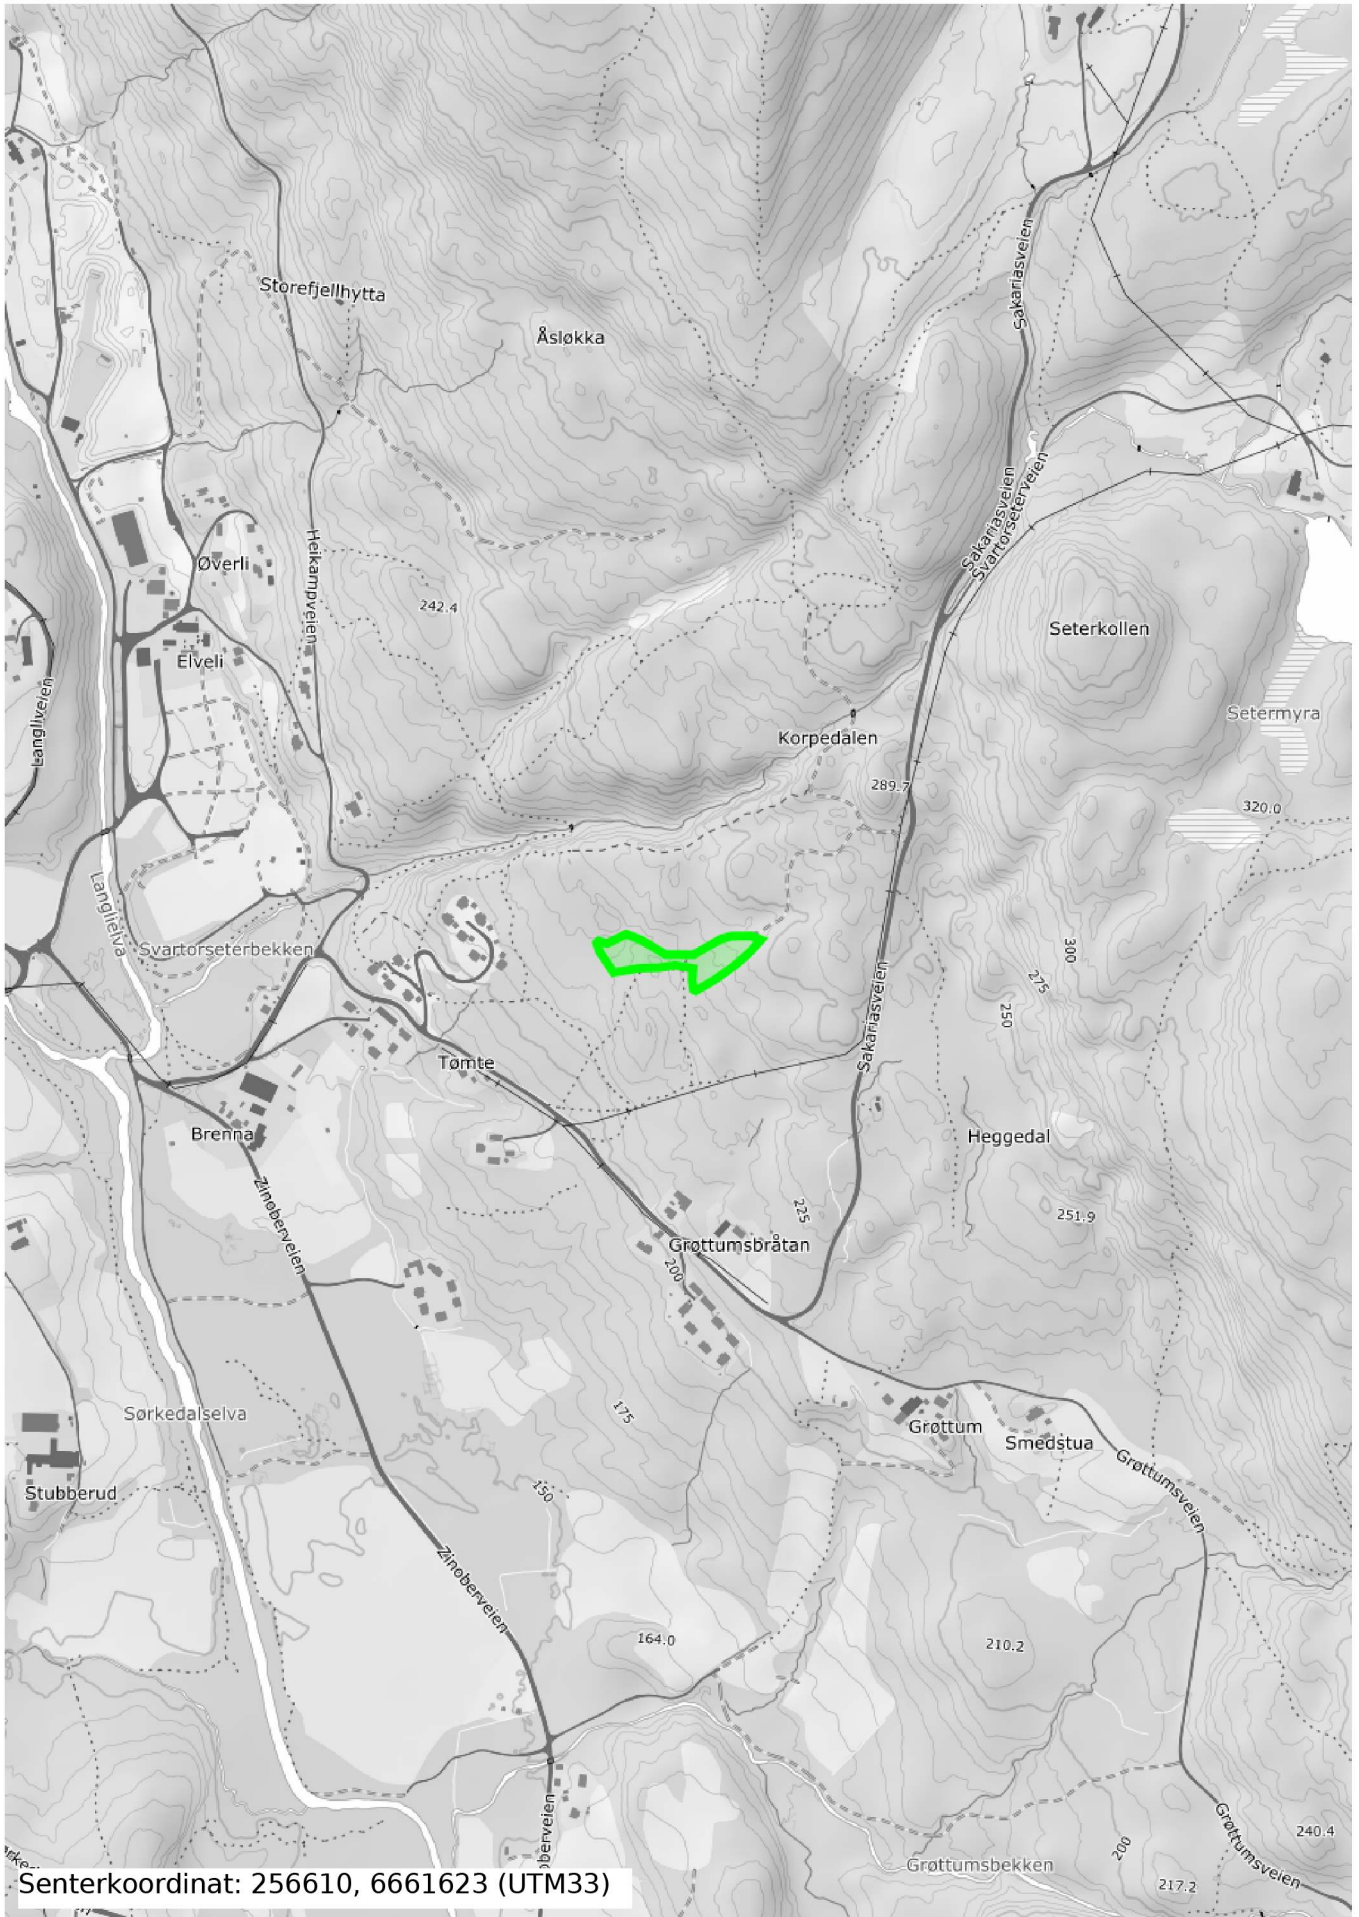 Sakariasveien
Storefjellhytta
Åsløkka
Sakariasveien
Svartorseterveien
Heikampveien
Øverli
242.4
Seterkollen
Elveli
Langliveien
Setermyra
Korpedalen
289.7
320.0
Langlielva
Svartorseterbekken
300
275
250
Sakariasveien
Tømte
Brenna
Heggedal
Zinoberveien
225
251.9
Grøttumsbråtan
200
Sørkedalselva
175
Grøttum
Smedstua
Grøttumsveien
Stubberud
150
Zinoberveien
164.0
210.2
Grøttumsveien
240.4
200
Grøttumsbekken
217.2
oberveien
Senterkoordinat: 256610, 6661623 (UTM33)